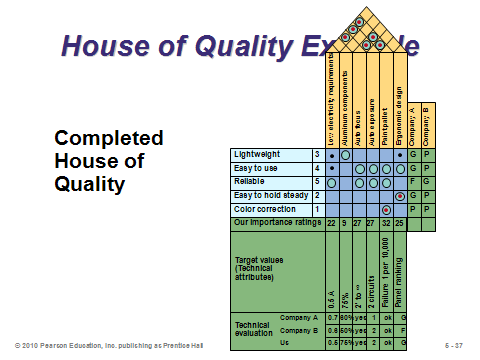 House of Quality Ex
le
Completed
House of
Quality
Low electricity requirements
Aluminum components
Auto focus
Auto exposure
Paint pallet
Ergonomic design
Company A
Company B
Lightweight 3 G P
Easy to use 4 G P
Reliable 5 F G
Easy to hold steady 2 G P
Color correction 1 P P
Our importance ratings 22 9 27 27 32 25
Target values
(Technical
attributes)
0.5 A
75%
2' to ∞
2 circuits
Failure 1 per 10,000
Panel ranking
Technical
evaluation
Company A 0.7 60% yes 1 ok G
Company B 0.6 50% yes 2 ok F
Us 0.5 75% yes 2 ok G
© 2010 Pearson Education, Inc. publishing as Prentice Hall